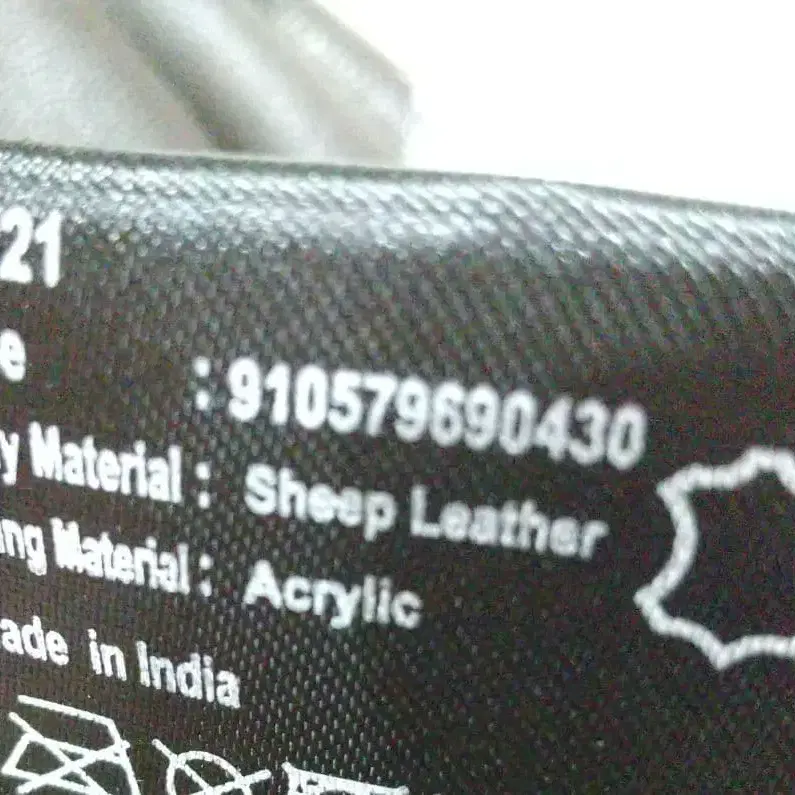 21
e
: 910579690430
y Material : Sheep Leather
ing Material : Acrylic
ade in India